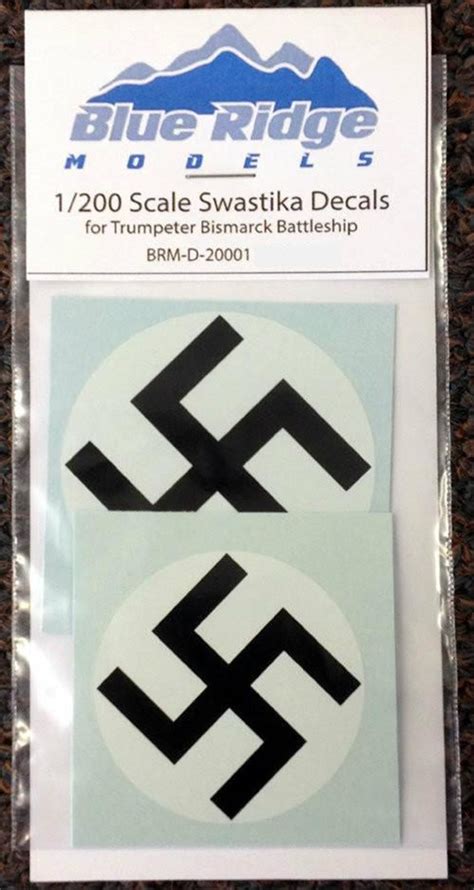 Blue Ridge
MODELS
1/200 Scale Swastika Decals
for Trumpeter Bismarck Battleship
BRM-D-20001